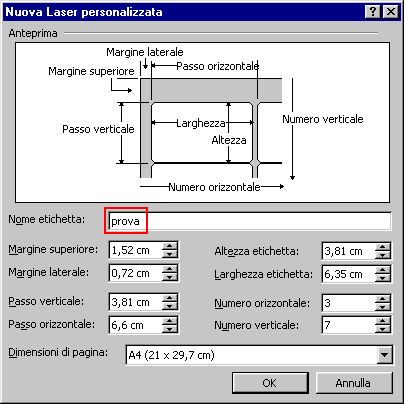 Nuova Laser personalizzata
Anteprima
Margine laterale
Passo orizzontale
Margine superiore
Passo verticale
Larghezza
Altezza
Numero verticale
Numero orizzontale
Nome etichetta: prova
Margine superiore: 1,52 cm Altezza etichetta: 3,81 cm
Margine laterale: 0,72 cm Larghezza etichetta: 6,35 cm
Passo verticale: 3,81 cm Numero orizzontale: 3
Passo orizzontale: 6,6 cm Numero verticale: 7
Dimensioni di pagina: A4 (21 x 29,7 cm)
OK Annulla